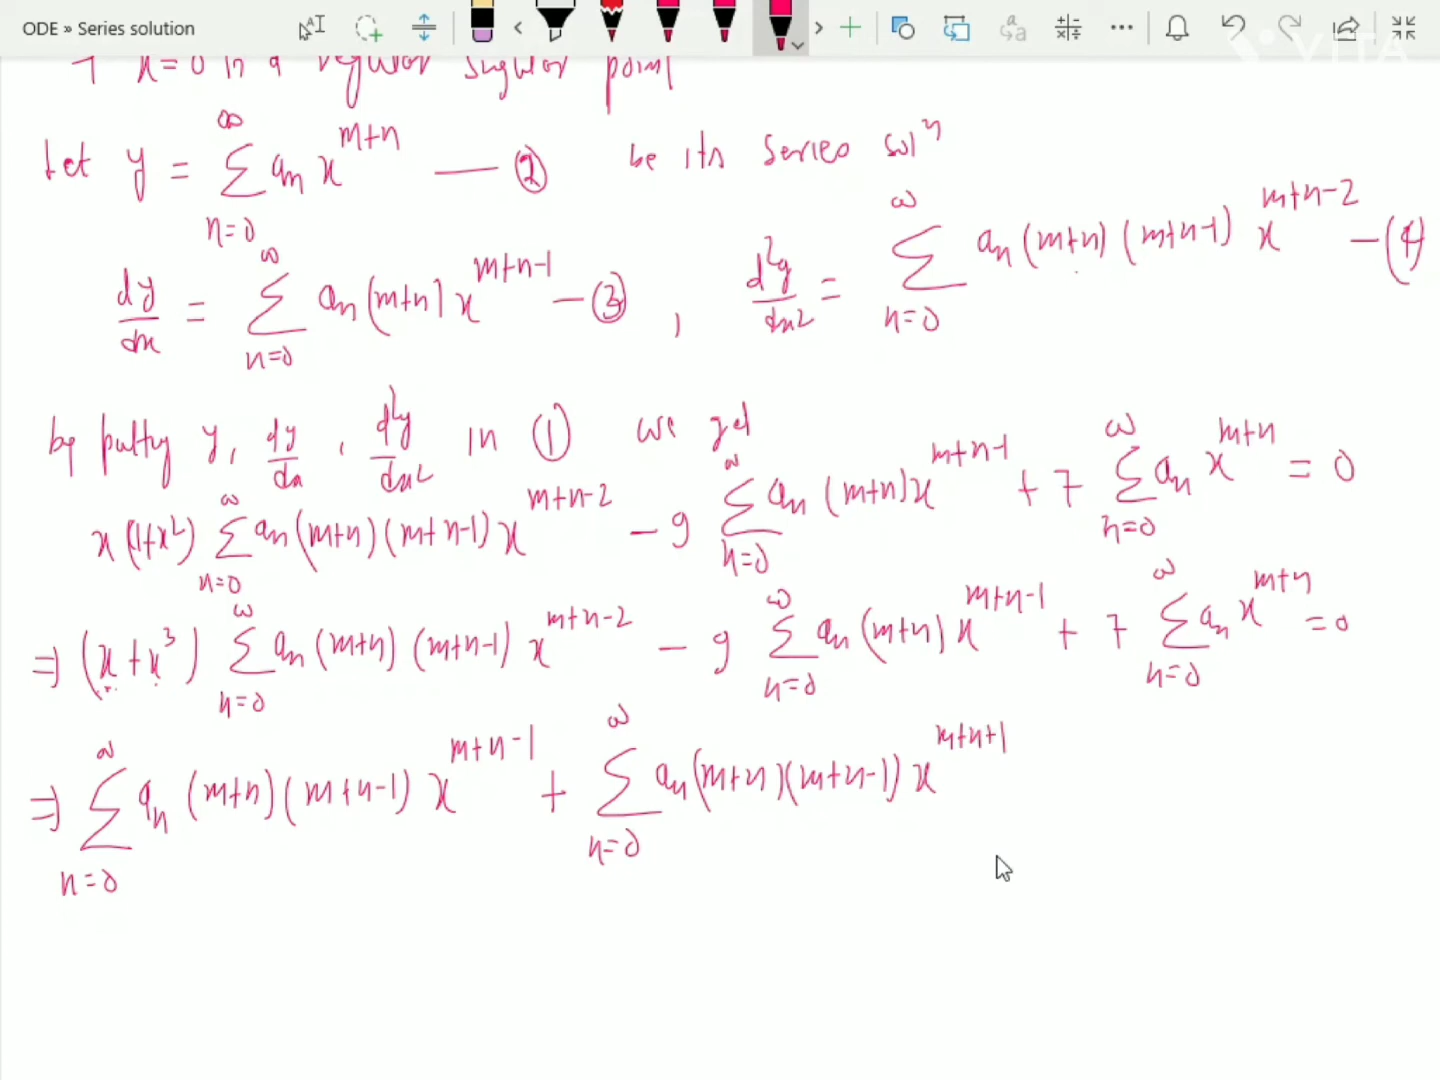 ODE » Series solution
VITA
x=0 is a regular singular point
Let y = ∑_{n=0}^{∞} a_n x^{m+n} — ② be its series sol^n
dy/dx = ∑_{n=0}^{∞} a_n (m+n) x^{m+n-1} — ③ , d²y/dx² = ∑_{n=0}^{∞} a_n (m+n) (m+n-1) x^{m+n-2} — (4)
by putting y, dy/dx, d²y/dx² in ① we get
x(1+x²) ∑_{n=0}^{∞} a_n (m+n)(m+n-1) x^{m+n-2} - 9 ∑_{n=0}^{∞} a_n (m+n) x^{m+n-1} + 7 ∑_{n=0}^{∞} a_n x^{m+n} = 0
⇒ (x+x³) ∑_{n=0}^{∞} a_n (m+n) (m+n-1) x^{m+n-2} - 9 ∑_{n=0}^{∞} a_n (m+n) x^{m+n-1} + 7 ∑_{n=0}^{∞} a_n x^{m+n} = 0
⇒ ∑_{n=0}^{∞} a_n (m+n)(m+n-1) x^{m+n-1} + ∑_{n=0}^{∞} a_n (m+n)(m+n-1) x^{m+n+1}